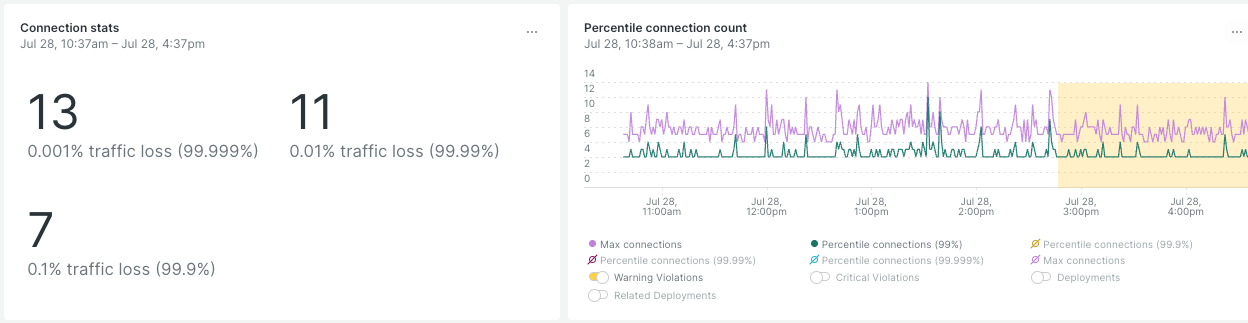 Connection stats
...
Jul 28, 10:37am – Jul 28, 4:37pm
13
0.001% traffic loss (99.999%)
11
0.01% traffic loss (99.99%)
7
0.1% traffic loss (99.9%)
Percentile connection count
...
Jul 28, 10:38am – Jul 28, 4:37pm
14
12
10
8
6
4
2
0
Jul 28,
11:00am
Jul 28,
12:00pm
Jul 28,
1:00pm
Jul 28,
2:00pm
Jul 28,
3:00pm
Jul 28,
4:00pm
Max connections
Percentile connections (99%)
Percentile connections (99.9%)
Percentile connections (99.99%)
Percentile connections (99.999%)
Max connections
Warning Violations
Critical Violations
Deployments
Related Deployments